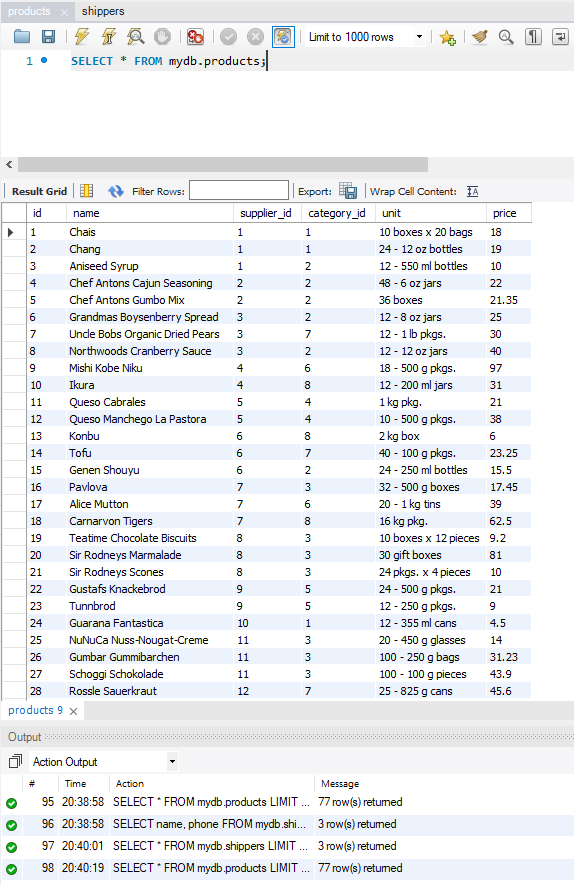 products shippers
Limit to 1000 rows
1 SELECT * FROM mydb.products;
Result Grid Filter Rows: Export: Wrap Cell Content:
id name supplier_id category_id unit price
1 Chais 1 1 10 boxes x 20 bags 18
2 Chang 1 1 24 - 12 oz bottles 19
3 Aniseed Syrup 1 2 12 - 550 ml bottles 10
4 Chef Antons Cajun Seasoning 2 2 48 - 6 oz jars 22
5 Chef Antons Gumbo Mix 2 2 36 boxes 21.35
6 Grandmas Boysenberry Spread 3 2 12 - 8 oz jars 25
7 Uncle Bobs Organic Dried Pears 3 7 12 - 1 lb pkgs. 30
8 Northwoods Cranberry Sauce 3 2 12 - 12 oz jars 40
9 Mishi Kobe Niku 4 6 18 - 500 g pkgs. 97
10 Ikura 4 8 12 - 200 ml jars 31
11 Queso Cabrales 5 4 1 kg pkg. 21
12 Queso Manchego La Pastora 5 4 10 - 500 g pkgs. 38
13 Konbu 6 8 2 kg box 6
14 Tofu 6 7 40 - 100 g pkgs. 23.25
15 Genen Shouyu 6 2 24 - 250 ml bottles 15.5
16 Pavlova 7 3 32 - 500 g boxes 17.45
17 Alice Mutton 7 6 20 - 1 kg tins 39
18 Carnarvon Tigers 7 8 16 kg pkg. 62.5
19 Teatime Chocolate Biscuits 8 3 10 boxes x 12 pieces 9.2
20 Sir Rodneys Marmalade 8 3 30 gift boxes 81
21 Sir Rodneys Scones 8 3 24 pkgs. x 4 pieces 10
22 Gustafs Knackebrod 9 5 24 - 500 g pkgs. 21
23 Tunnbrod 9 5 12 - 250 g pkgs. 9
24 Guarana Fantastica 10 1 12 - 355 ml cans 4.5
25 NuNuCa Nuss-Nougat-Creme 11 3 20 - 450 g glasses 14
26 Gumbar Gummibarchen 11 3 100 - 250 g bags 31.23
27 Schoggi Schokolade 11 3 100 - 100 g pieces 43.9
28 Rossle Sauerkraut 12 7 25 - 825 g cans 45.6
products 9
Output
Action Output
# Time Action Message
95 20:38:58 SELECT * FROM mydb.products LIMIT ... 77 row(s) returned
96 20:38:58 SELECT name, phone FROM mydb.shi... 3 row(s) returned
97 20:40:01 SELECT * FROM mydb.shippers LIMIT ... 3 row(s) returned
98 20:40:19 SELECT * FROM mydb.products LIMIT ... 77 row(s) returned